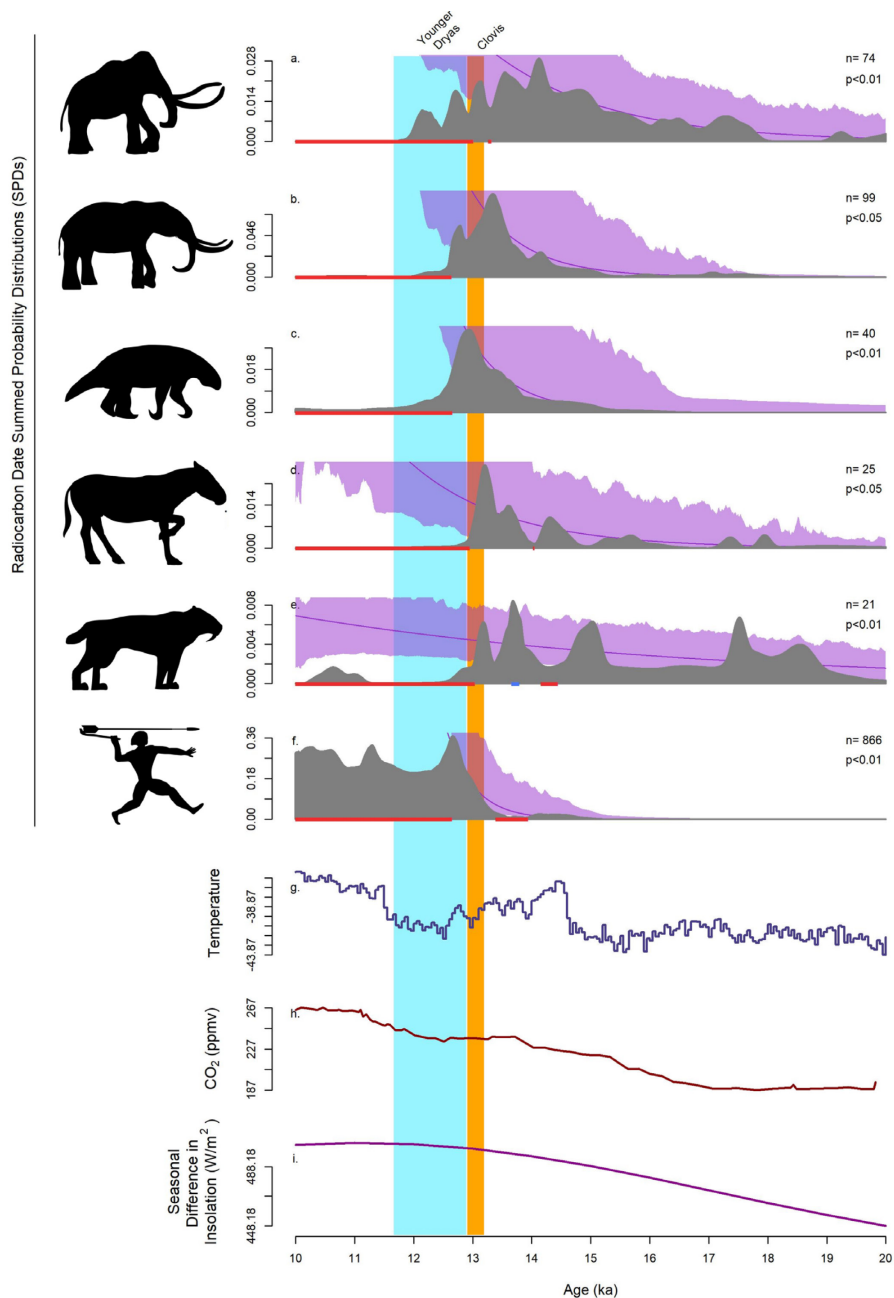 Younger
Dryas
Clovis
Radiocarbon Date Summed Probability Distributions (SPDs)
a.
n= 74
p<0.01
0.028
0.014
0.000
b.
n= 99
p<0.05
0.046
0.000
c.
n= 40
p<0.01
0.018
0.000
d.
n= 25
p<0.05
0.014
0.000
e.
n= 21
p<0.01
0.008
0.004
0.000
f.
n= 866
p<0.01
0.36
0.18
0.00
Temperature
g.
-38.87
-43.87
CO2 (ppmv)
h.
267
227
187
Seasonal
Difference in
Insolation (W/m²)
i.
488.18
448.18
10 11 12 13 14 15 16 17 18 19 20
Age (ka)